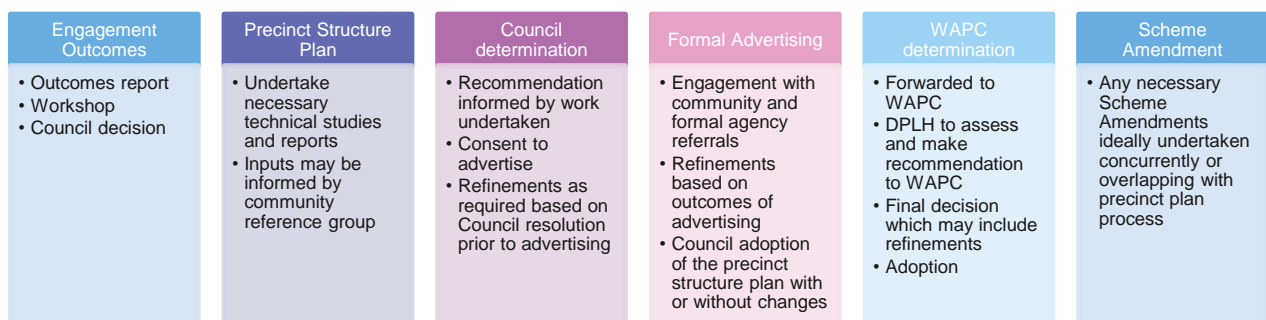 Engagement
Outcomes
• Outcomes report
• Workshop
• Council decision
Precinct Structure
Plan
• Undertake
necessary
technical studies
and reports
• Inputs may be
informed by
community
reference group
Council
determination
• Recommendation
informed by work
undertaken
• Consent to
advertise
• Refinements as
required based on
Council resolution
prior to advertising
Formal Advertising
• Engagement with
community and
formal agency
referrals
• Refinements
based on
outcomes of
advertising
• Council adoption
of the precinct
structure plan with
or without changes
WAPC
determination
• Forwarded to
WAPC
• DPLH to assess
and make
recommendation
to WAPC
• Final decision
which may include
refinements
• Adoption
Scheme
Amendment
• Any necessary
Scheme
Amendments
ideally undertaken
concurrently or
overlapping with
precinct plan
process